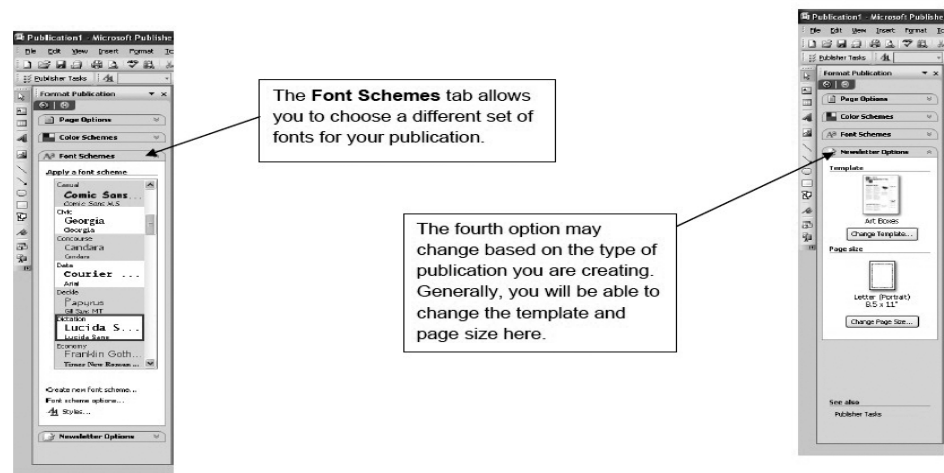 Publication1 - Microsoft Publishe
File Edit View Insert Format To
Publisher Tasks
Format Publication
Page Options
Color Schemes
Font Schemes
Apply a font scheme
Casual
Comic Sans...
Comic Sans MS
Civic
Georgia
Georgia
Concourse
Candara
Candara
Data
Courier ...
Arial
Deckle
Papyrus
Gill Sans MT
Dictation
Lucida S...
Lucida Sans
Economy
Franklin Goth...
Times New Roman ...
Create new font scheme...
Font scheme options...
Styles...
Newsletter Options
The Font Schemes tab allows
you to choose a different set of
fonts for your publication.
The fourth option may
change based on the type of
publication you are creating.
Generally, you will be able to
change the template and
page size here.
Publication1 - Microsoft Publishe
File Edit View Insert Format To
Publisher Tasks
Format Publication
Page Options
Color Schemes
Font Schemes
Newsletter Options
Template
Art Boxes
Change Template...
Page size
Letter (Portrait)
8.5 x 11"
Change Page Size...
See also
Publisher Tasks